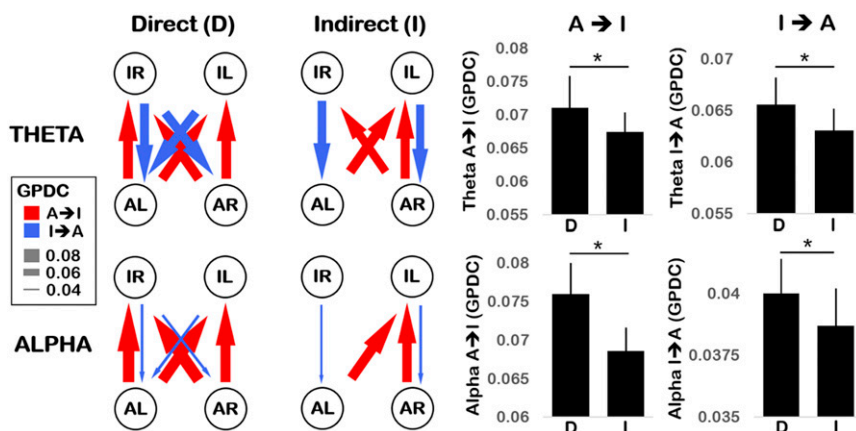 Direct (D)
Indirect (I)
A➔I
I➔A
THETA
IR
IL
AL
AR
IR
IL
AL
AR
GPDC
A➔I
I➔A
0.08
0.06
0.04
ALPHA
IR
IL
AL
AR
IR
IL
AL
AR
Theta A➔I (GPDC)
0.08
0.075
0.07
0.065
0.06
0.055
*
D
I
Theta I➔A (GPDC)
0.07
0.065
0.06
0.055
*
D
I
Alpha A➔I (GPDC)
0.08
0.075
0.07
0.065
0.06
*
D
I
Alpha I➔A (GPDC)
0.04
0.0375
0.035
*
D
I